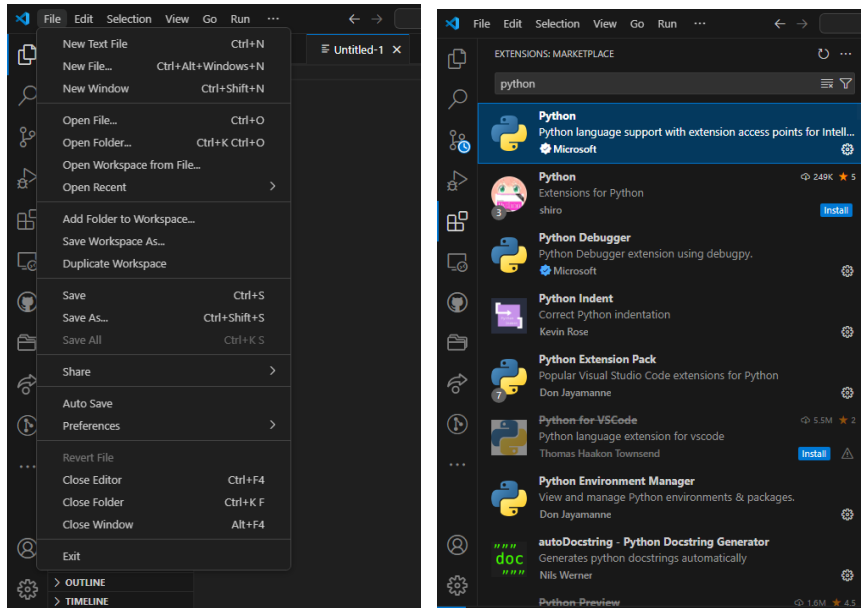 File Edit Selection View Go Run ···
Untitled-1
New Text File Ctrl+N
New File... Ctrl+Alt+Windows+N
New Window Ctrl+Shift+N
Open File... Ctrl+O
Open Folder... Ctrl+K Ctrl+O
Open Workspace from File...
Open Recent
Add Folder to Workspace...
Save Workspace As...
Duplicate Workspace
Save Ctrl+S
Save As... Ctrl+Shift+S
Save All Ctrl+K S
Share
Auto Save
Preferences
Revert File
Close Editor Ctrl+F4
Close Folder Ctrl+K F
Close Window Alt+F4
Exit
OUTLINE
TIMELINE
File Edit Selection View Go Run ···
EXTENSIONS: MARKETPLACE
python
Python
Python language support with extension access points for Intell...
Microsoft
Python 249K 5
Extensions for Python
3 shiro Install
Python Debugger
Python Debugger extension using debugpy.
Microsoft
Python Indent
Correct Python indentation
Kevin Rose
Python Extension Pack
Popular Visual Studio Code extensions for Python
7 Don Jayamanne
Python for VSCode 5.5M 2
Python language extension for vscode
Thomas Haakon Townsend Install
Python Environment Manager
View and manage Python environments & packages.
Don Jayamanne
autoDocstring - Python Docstring Generator
""" doc """ Generates python docstrings automatically
Nils Werner
Python Preview 1.6M 4.5